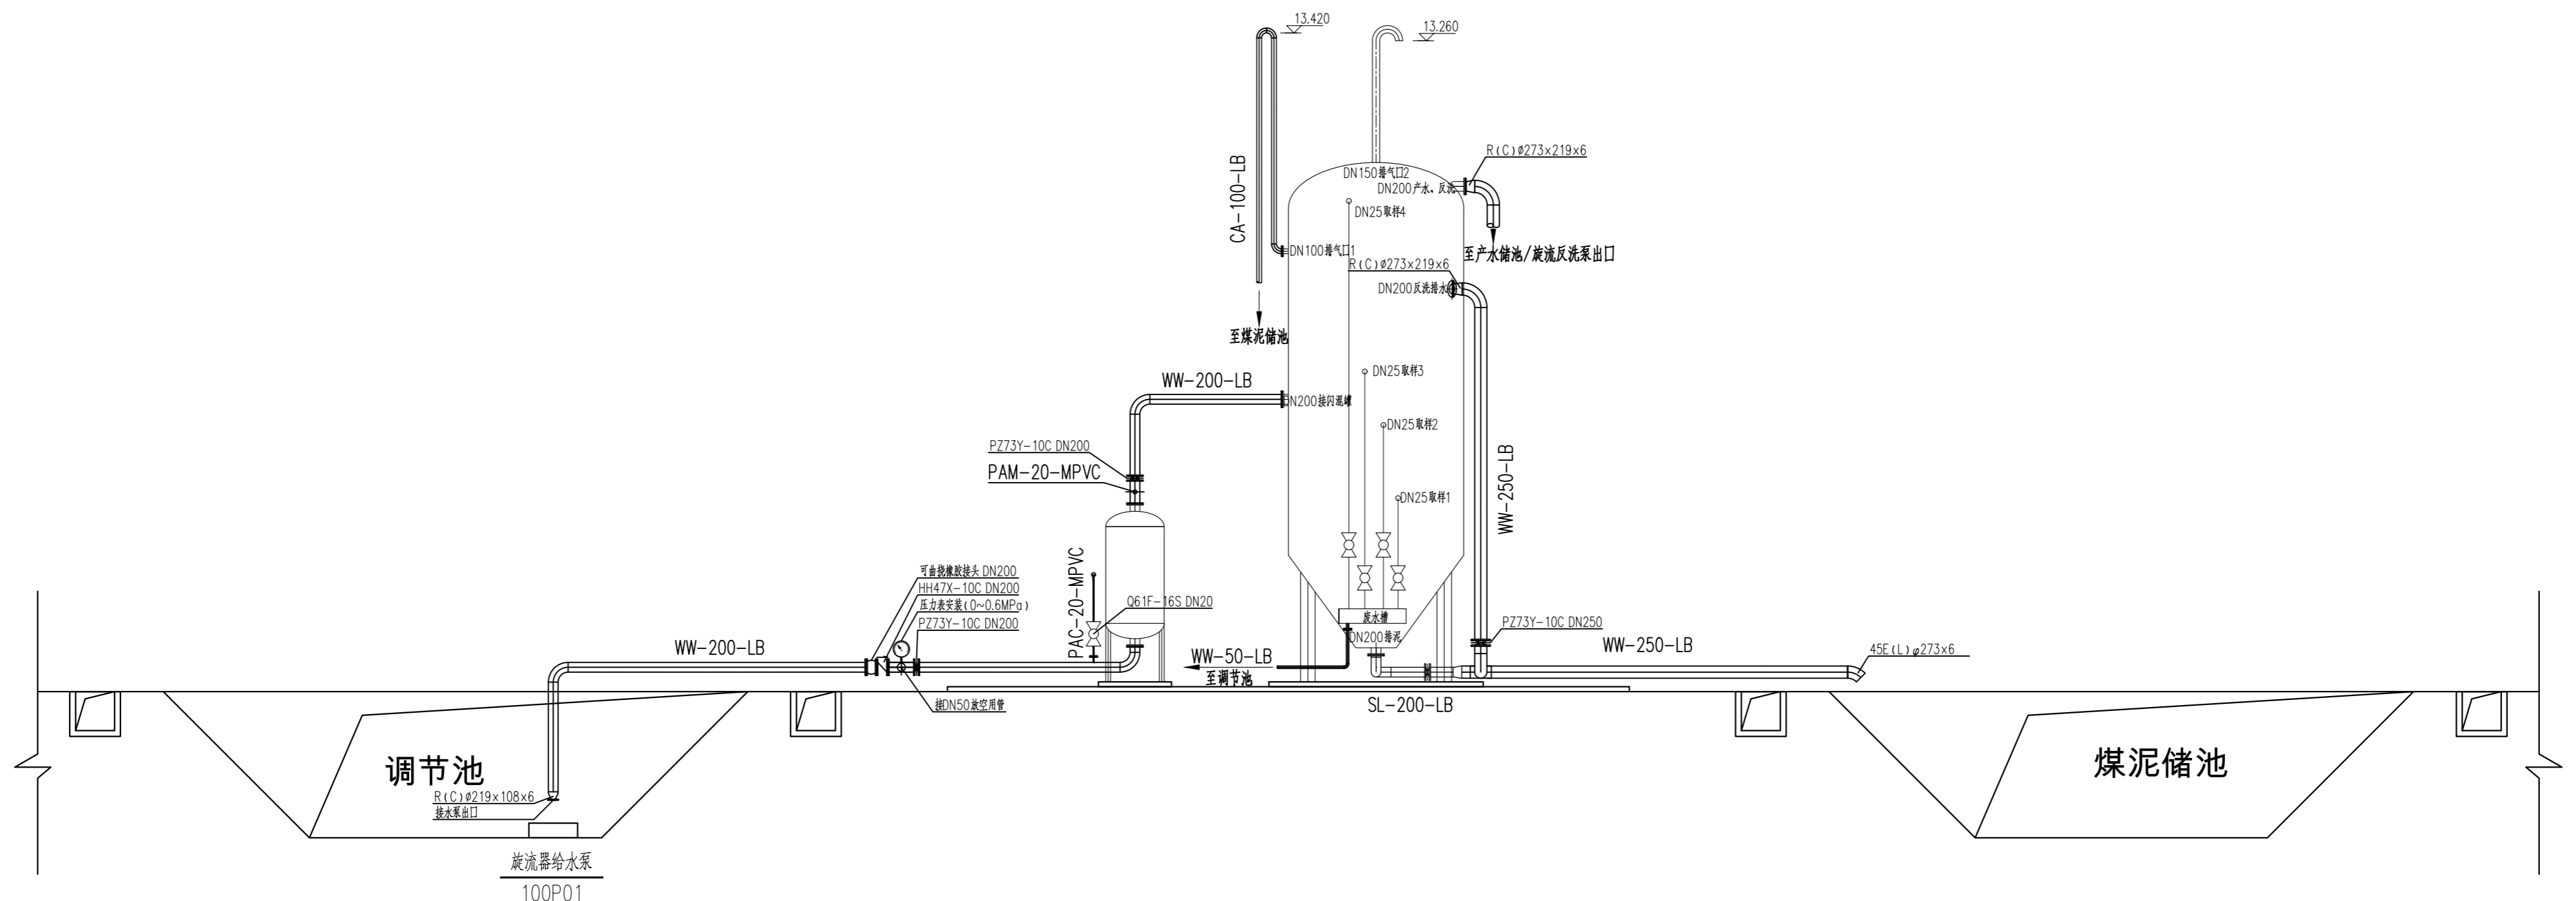 13.420
13.260
R(C)Ø273×219×6
DN150排气口2
DN200产水、反洗
DN25取样4
CA-100-LB
DN100排气口1
至产水储池/旋流反洗泵出口
R(C)Ø273×219×6
DN200反洗排水
至煤泥储池
WW-200-LB
DN25取样3
DN200接闪混罐
DN25取样2
PZ73Y-10C DN200
PAM-20-MPVC
DN25取样1
WW-250-LB
可曲挠橡胶接头 DN200
HH47X-10C DN200
压力表安装(0~0.6MPa)
PZ73Y-10C DN200
PAC-20-MPVC
Q61F-16S DN20
废水槽
DN200排泥
PZ73Y-10C DN250
WW-200-LB
WW-250-LB
45E(L)φ273×6
WW-50-LB
至调节池
接DN50放空用管
SL-200-LB
调节池
煤泥储池
R(C)Ø219×108×6
接水泵出口
旋流器给水泵
100P01